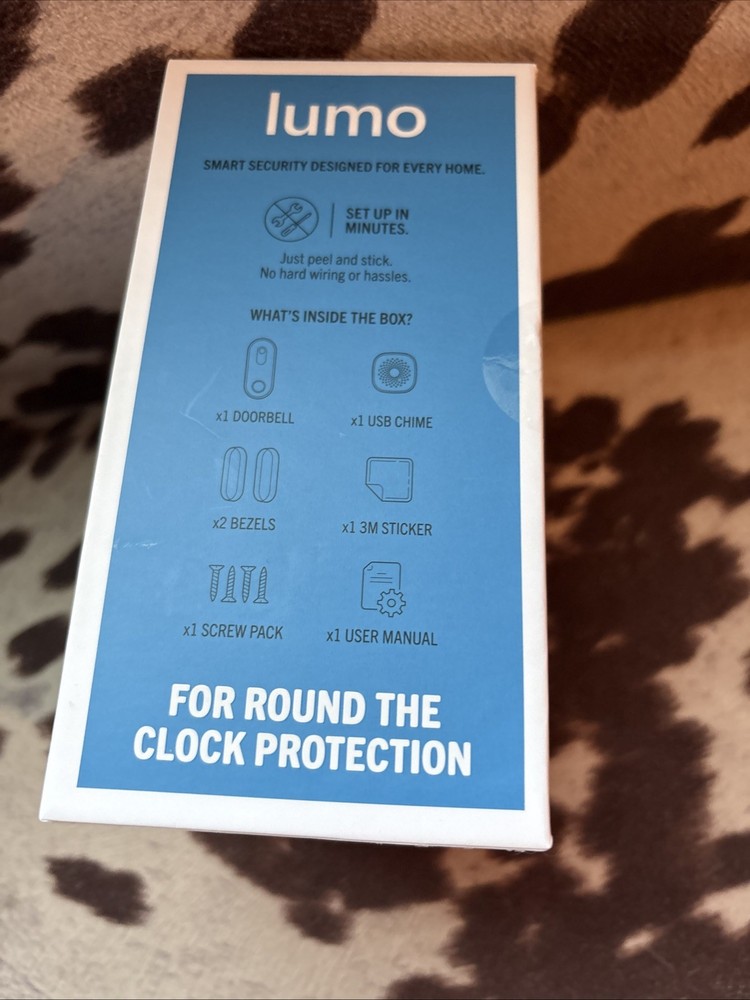 lumo
SMART SECURITY DESIGNED FOR EVERY HOME.
SET UP IN
MINUTES.
Just peel and stick.
No hard wiring or hassles.
WHAT'S INSIDE THE BOX?
x1 DOORBELL
x1 USB CHIME
x2 BEZELS
x1 3M STICKER
x1 SCREW PACK
x1 USER MANUAL
FOR ROUND THE
CLOCK PROTECTION